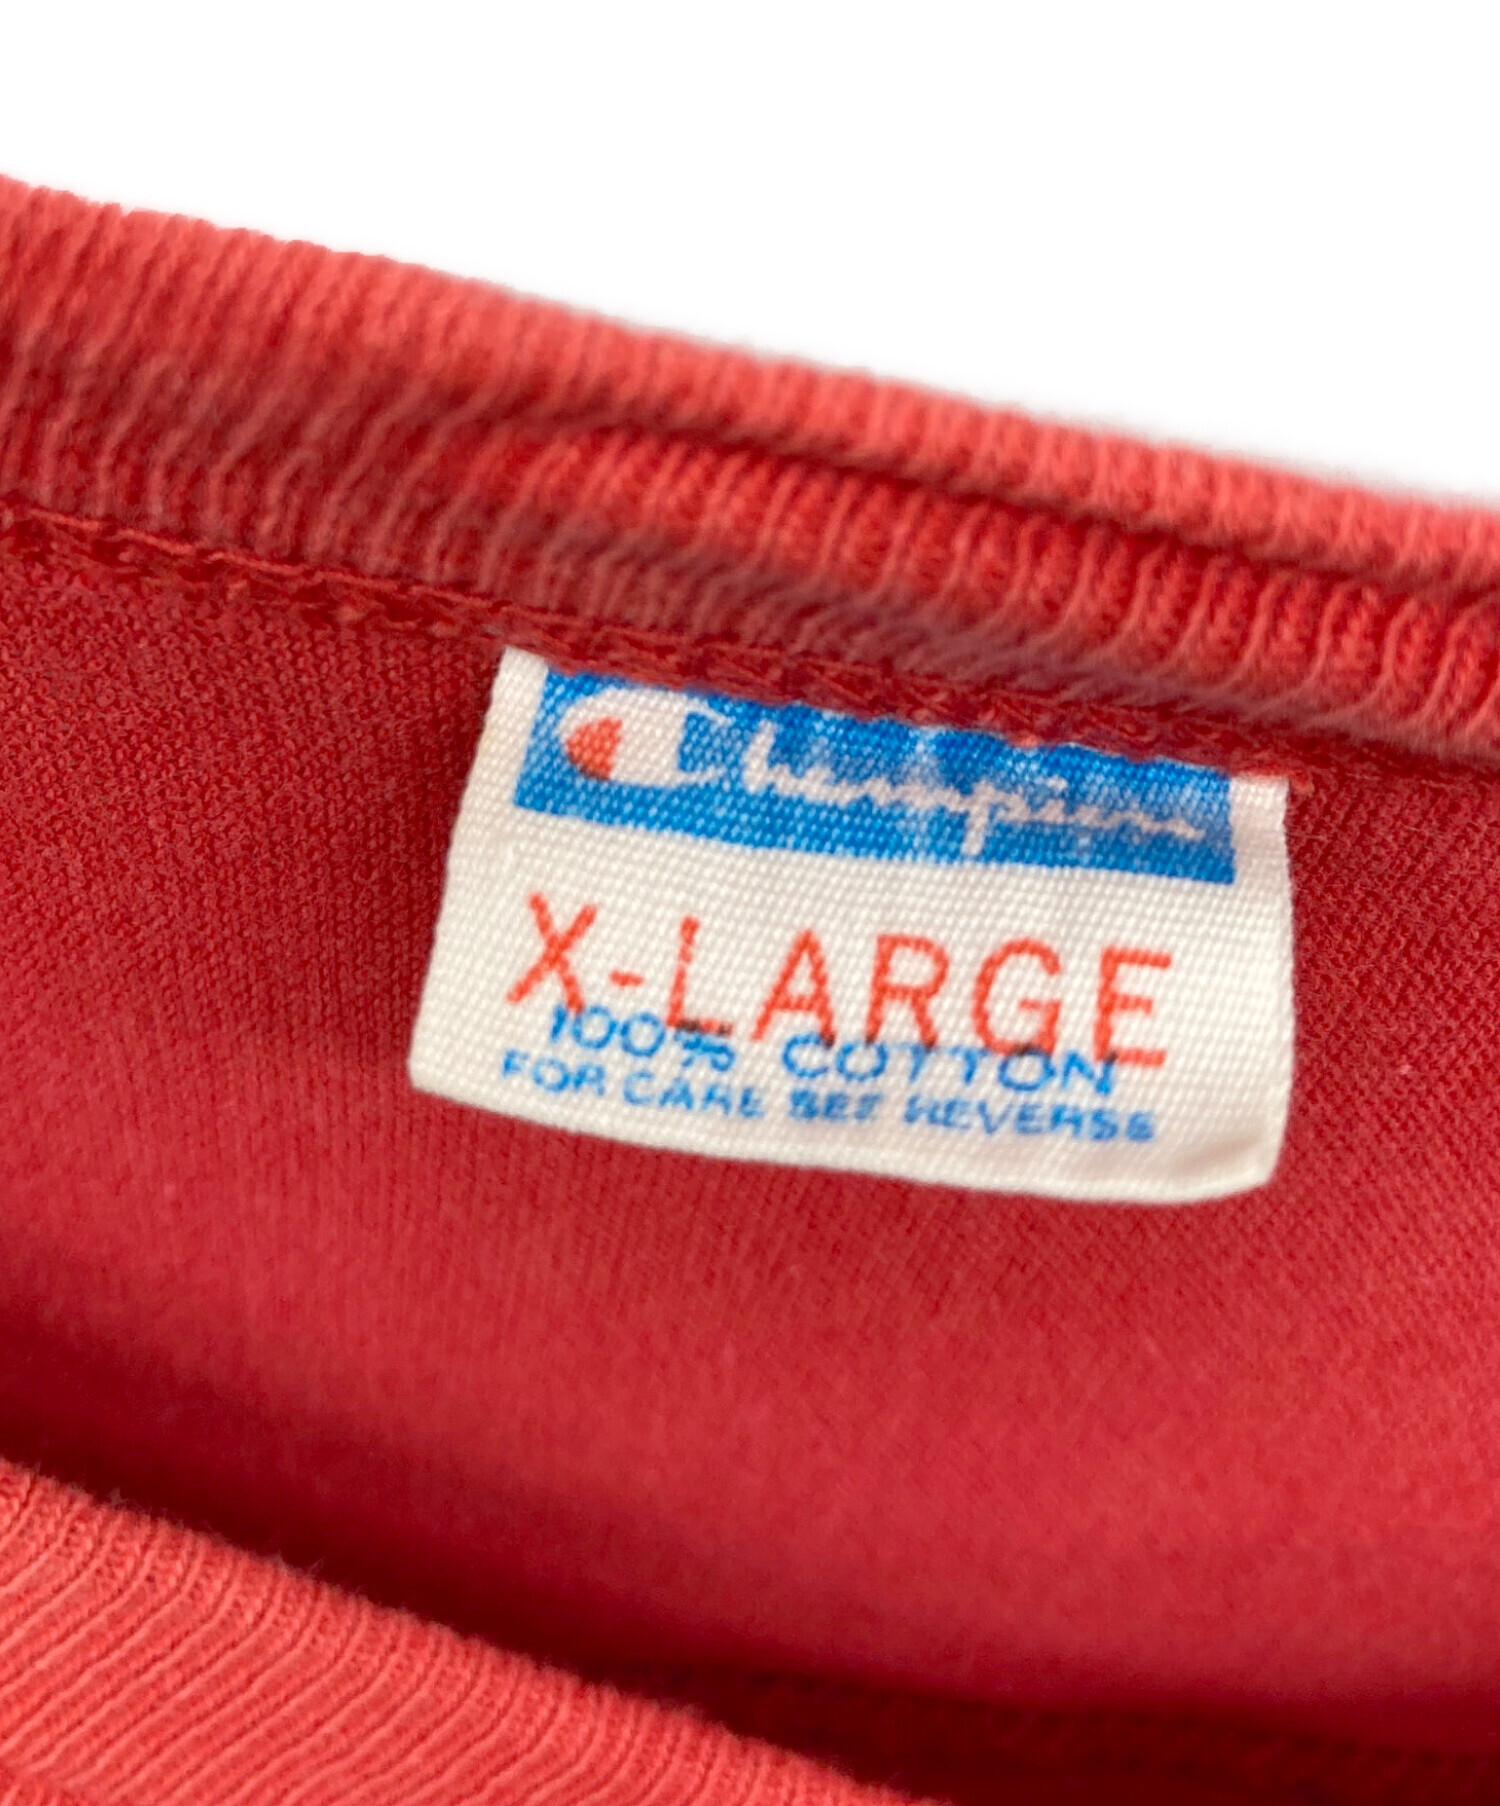 Champion
X-LARGE
100% COTTON
FOR CARE SEE REVERSE